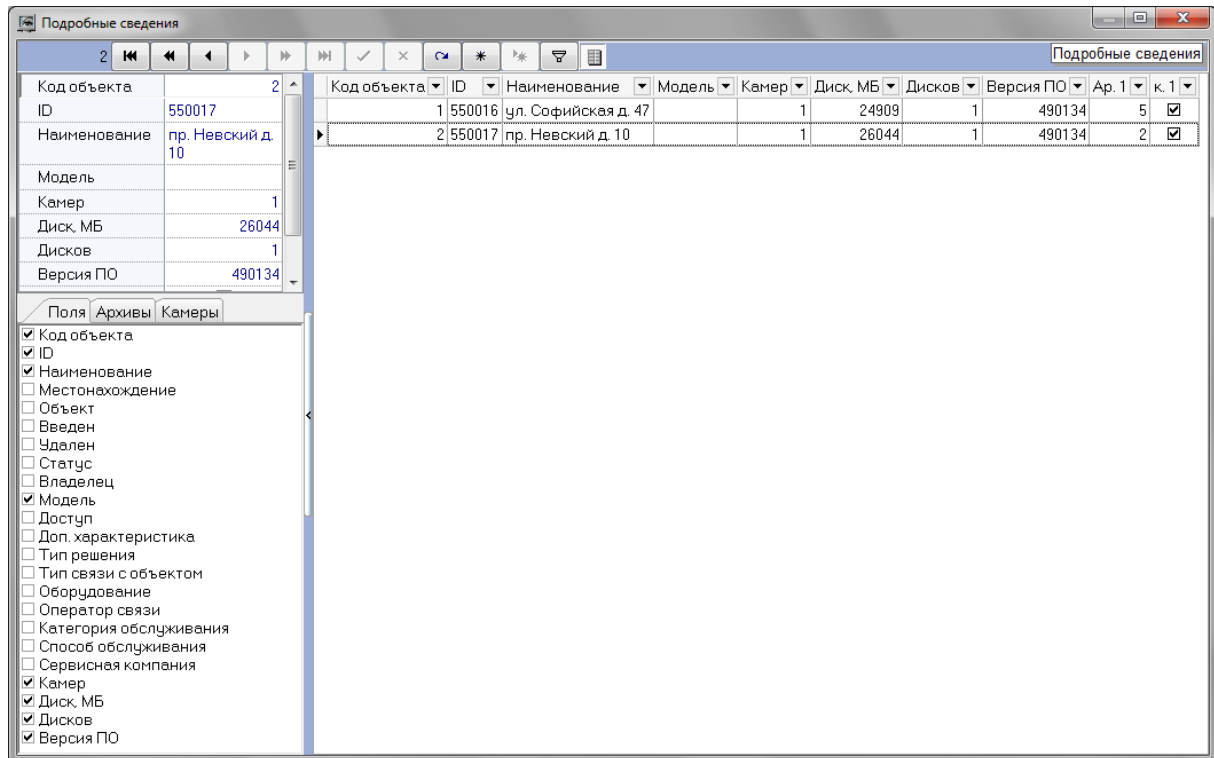 Подробные сведения
2
Подробные сведения
Код объекта 2
ID 550017
Наименование пр. Невский д. 10
Модель
Камер 1
Диск, МБ 26044
Дисков 1
Версия ПО 490134
Код объекта ID Наименование Модель Камер Диск, МБ Дисков Версия ПО Ар. 1 к. 1
1 550016 ул. Софийская д. 47 1 24909 1 490134 5
2 550017 пр. Невский д. 10 1 26044 1 490134 2
Поля Архивы Камеры
Код объекта
ID
Наименование
Местонахождение
Объект
Введен
Удален
Статус
Владелец
Модель
Доступ
Доп. характеристика
Тип решения
Тип связи с объектом
Оборудование
Оператор связи
Категория обслуживания
Способ обслуживания
Сервисная компания
Камер
Диск, МБ
Дисков
Версия ПО